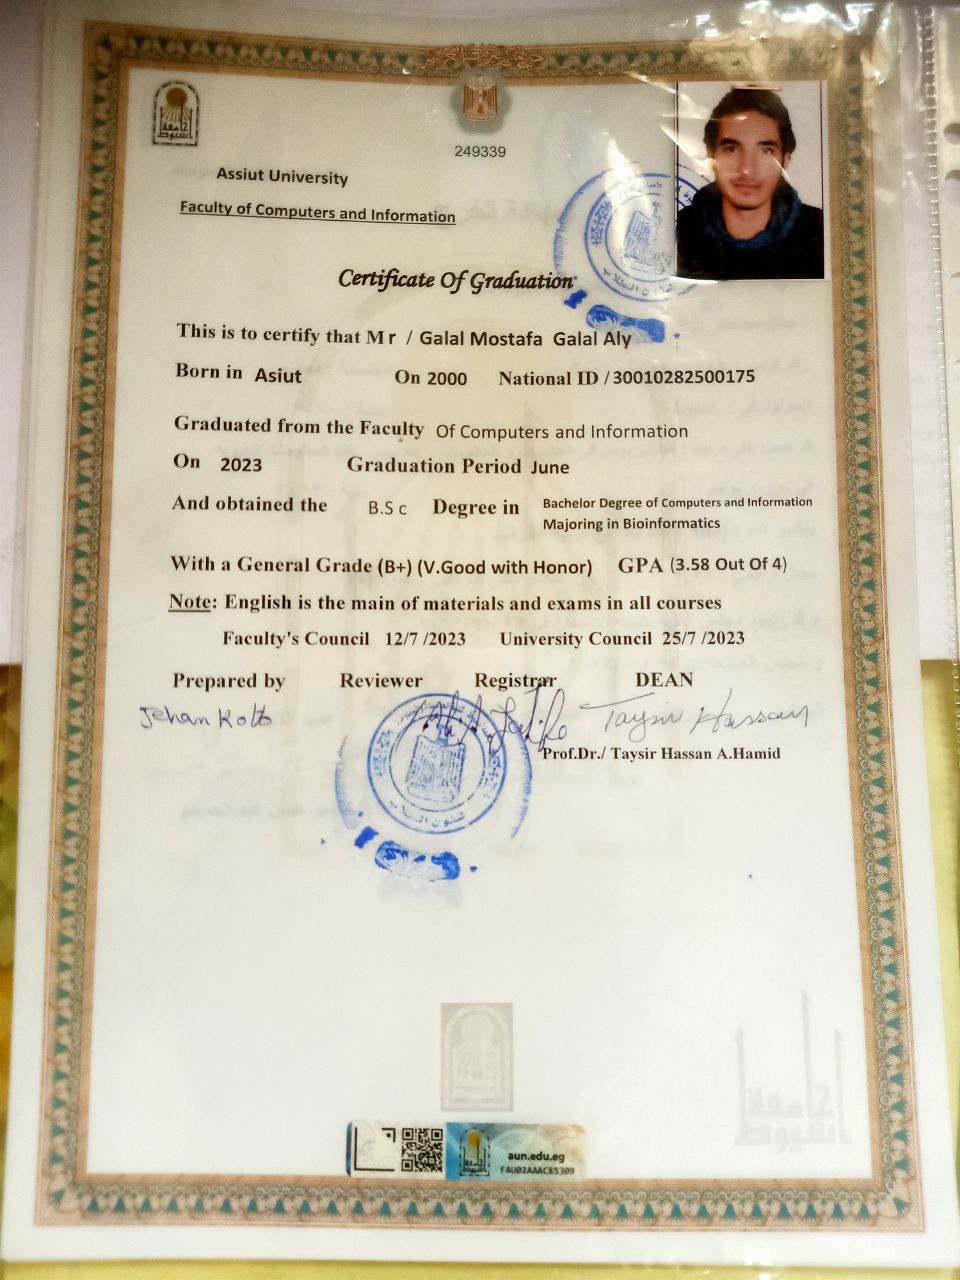 249339
Assiut University
Faculty of Computers and Information
Certificate Of Graduation
This is to certify that Mr / Galal Mostafa Galal Aly
Born in Asiut On 2000 National ID / 30010282500175
Graduated from the Faculty Of Computers and Information
On 2023 Graduation Period June
And obtained the B.S c Degree in Bachelor Degree of Computers and Information
Majoring in Bioinformatics
With a General Grade (B+) (V.Good with Honor) GPA (3.58 Out Of 4)
Note: English is the main of materials and exams in all courses
Faculty's Council 12/7 /2023 University Council 25/7 /2023
Prepared by Reviewer Registrar DEAN
Jehan Kotb Taysir Hassan
Prof.Dr./ Taysir Hassan A.Hamid
شئون الطلاب
جامعة
أسيوط
aun.edu.eg
FAU02AAAC85309